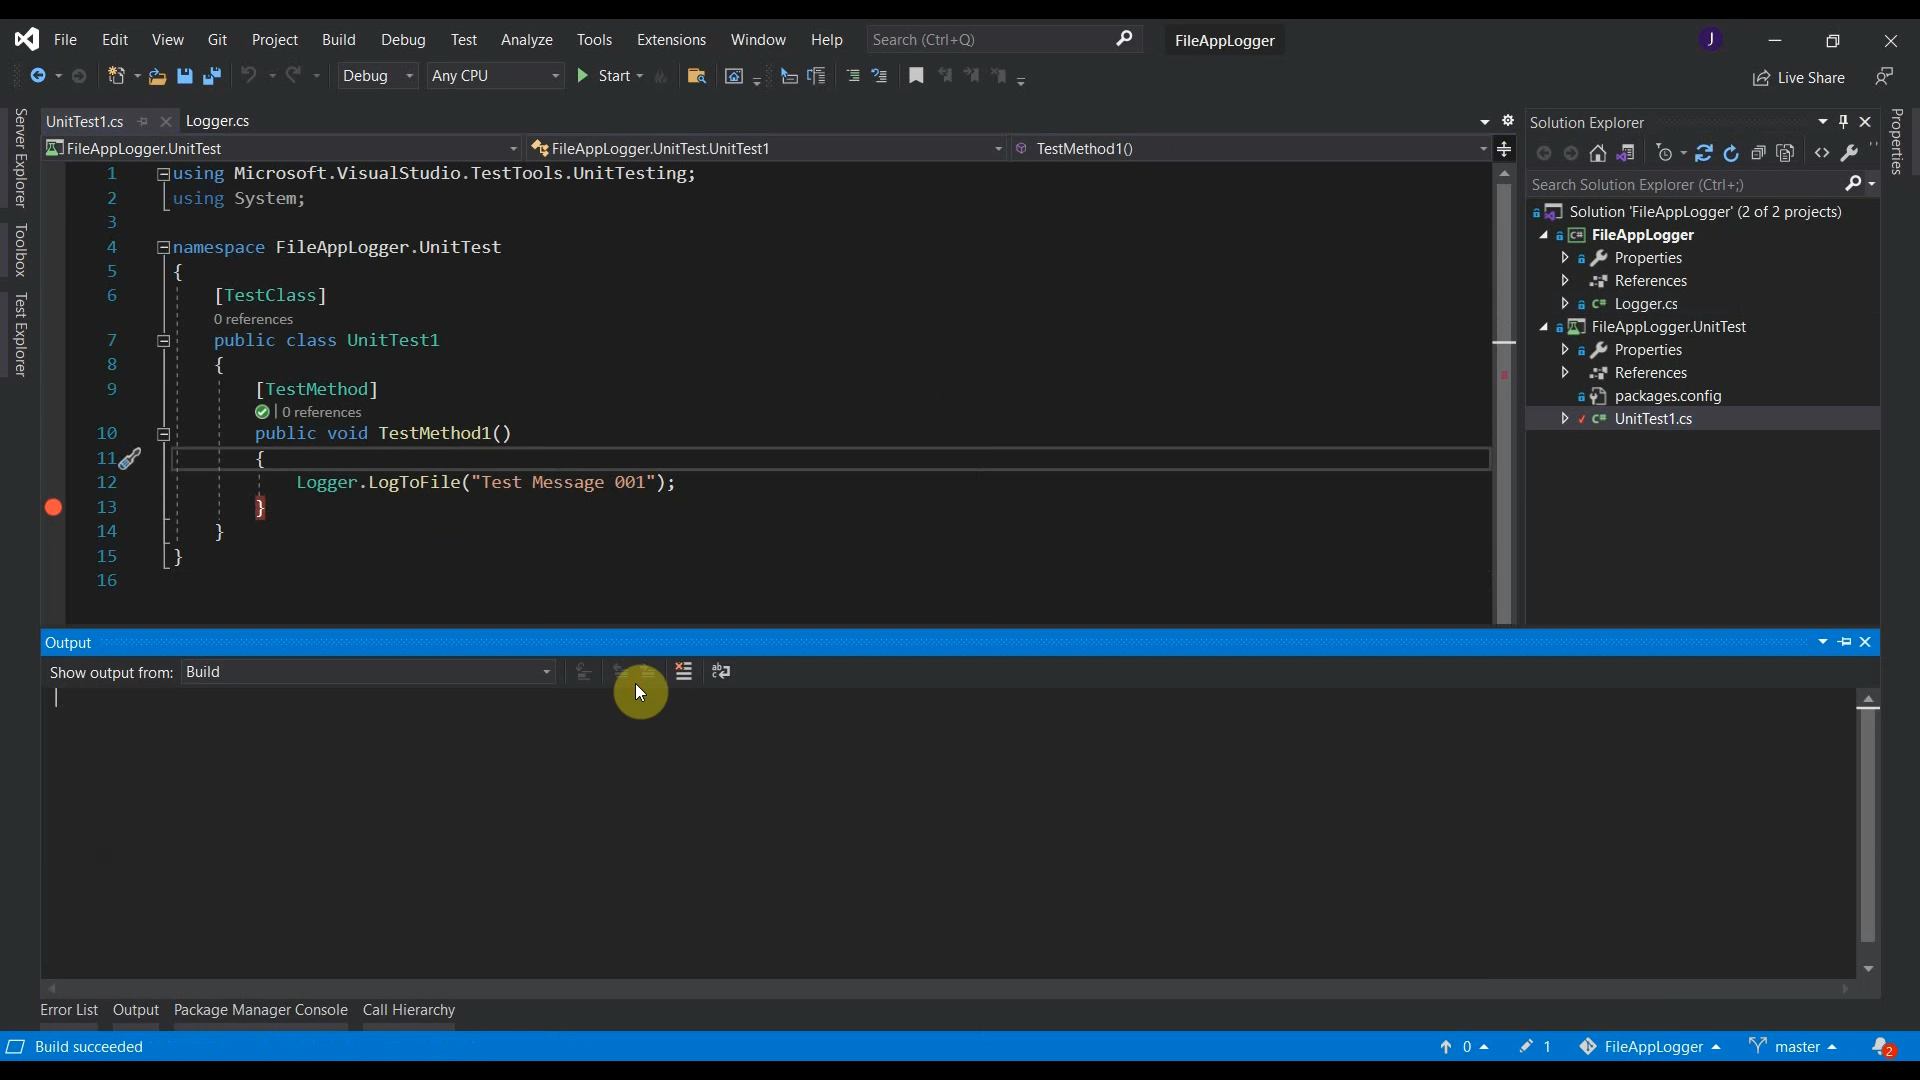 File Edit View Git Project Build Debug Test Analyze Tools Extensions Window Help Search (Ctrl+Q) FileAppLogger J
Debug Any CPU Start Live Share
Server Explorer
Toolbox
Test Explorer
UnitTest1.cs Logger.cs
FileAppLogger.UnitTest FileAppLogger.UnitTest.UnitTest1 TestMethod1()
1 using Microsoft.VisualStudio.TestTools.UnitTesting;
2 using System;
3
4 namespace FileAppLogger.UnitTest
5 {
6 [TestClass]
0 references
7 public class UnitTest1
8 {
9 [TestMethod]
0 references
10 public void TestMethod1()
11 {
12 Logger.LogToFile("Test Message 001");
13 }
14 }
15 }
16
Solution Explorer
Search Solution Explorer (Ctrl+;)
Solution 'FileAppLogger' (2 of 2 projects)
FileAppLogger
Properties
References
Logger.cs
FileAppLogger.UnitTest
Properties
References
packages.config
UnitTest1.cs
Properties
Output
Show output from: Build
Error List Output Package Manager Console Call Hierarchy
Build succeeded 0 1 FileAppLogger master 2